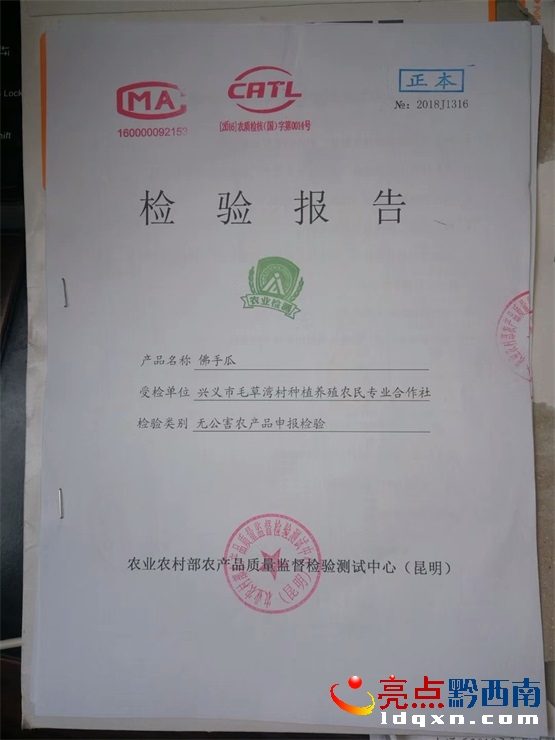 Lock
hift
MA
160000092153
CATL
[2016]农质检核(国)字第0014号
正本
№: 2018J1316
检验报告
农业检测
产品名称 佛手瓜
受检单位 兴义市毛草湾村种植养殖农民专业合作社
检验类别 无公害农产品申报检验
农业农村部农产品质量监督检验测试中心（昆明）
亮点黔西南
ldqxn.com